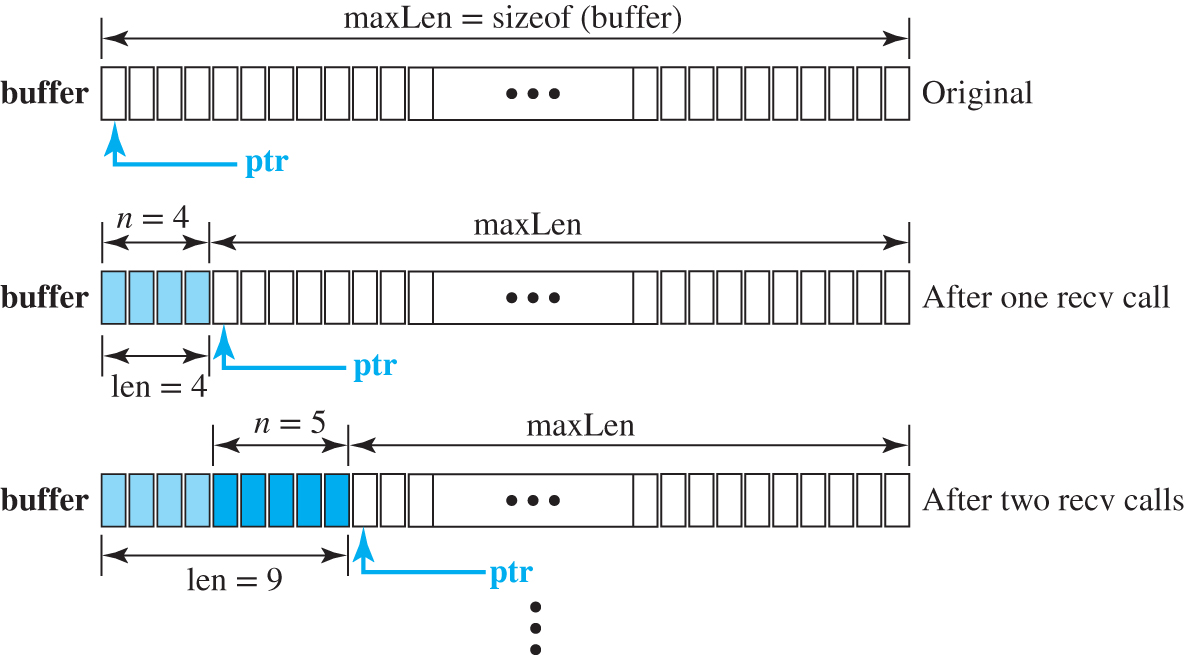 maxLen = sizeof (buffer)
buffer
Original
ptr
n = 4
maxLen
buffer
After one recv call
ptr
len = 4
n = 5
maxLen
buffer
After two recv calls
ptr
len = 9